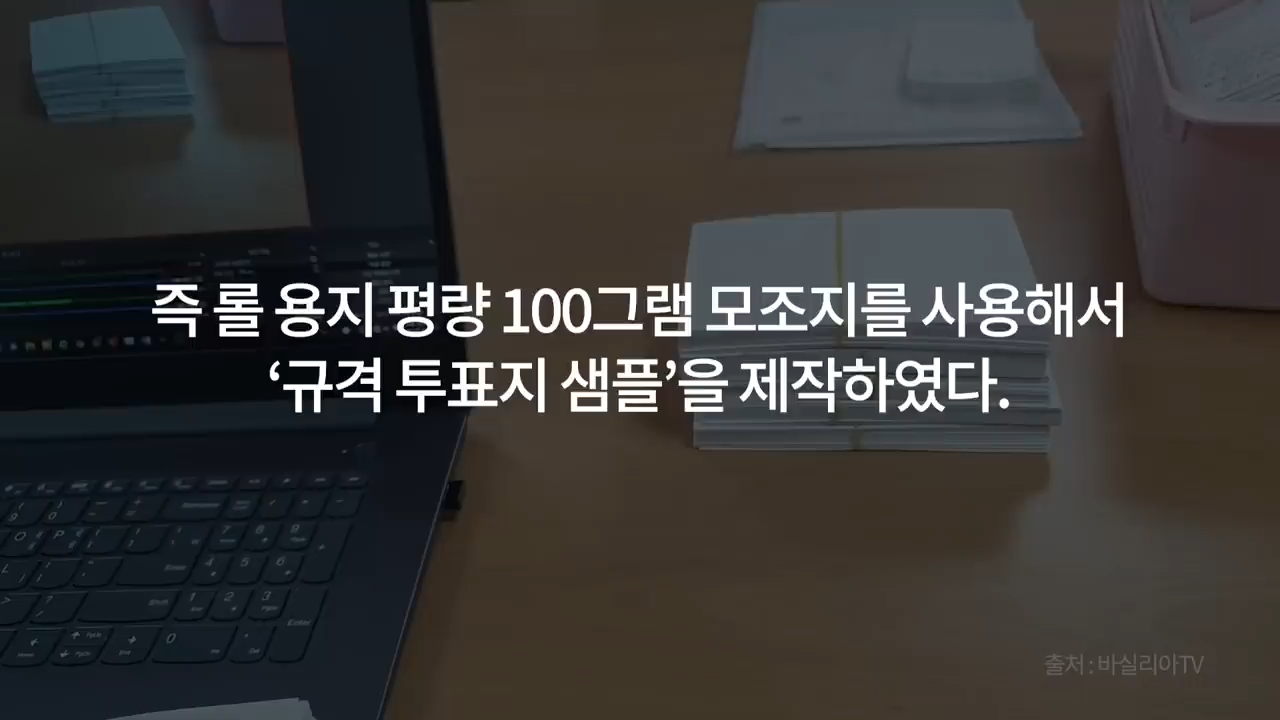 즉 롤 용지 평량 100그램 모조지를 사용해서
‘규격 투표지 샘플’을 제작하였다.
출처 : 바실리아TV